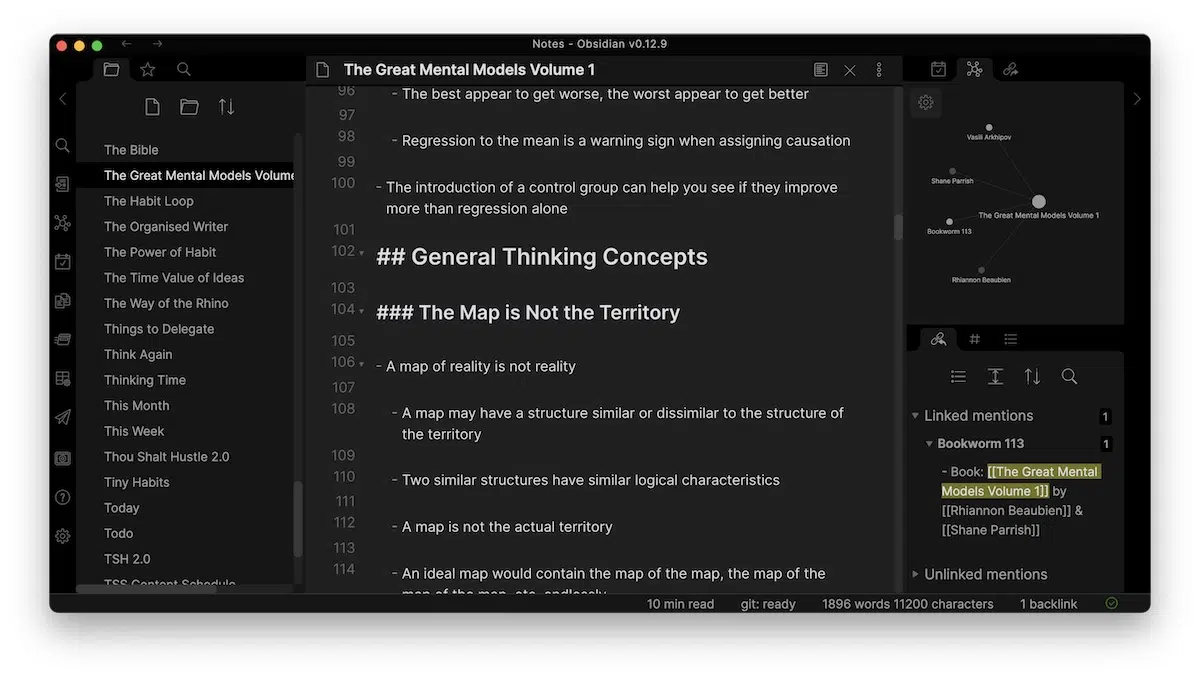 Notes - Obsidian v0.12.9
The Great Mental Models Volume 1
The Bible
The Great Mental Models Volume
The Habit Loop
The Organised Writer
The Power of Habit
The Time Value of Ideas
The Way of the Rhino
Things to Delegate
Think Again
Thinking Time
This Month
This Week
Thou Shalt Hustle 2.0
Tiny Habits
Today
Todo
TSH 2.0
TSS Content Schedule
96 - The best appear to get worse, the worst appear to get better
97
98 - Regression to the mean is a warning sign when assigning causation
99
100 - The introduction of a control group can help you see if they improve
more than regression alone
101
102 ## General Thinking Concepts
103
104 ### The Map is Not the Territory
105
106 - A map of reality is not reality
107
108 - A map may have a structure similar or dissimilar to the structure of
the territory
109
110 - Two similar structures have similar logical characteristics
111
112 - A map is not the actual territory
113
114 - An ideal map would contain the map of the map, the map of the
map of the map, etc, endlessly
Vasili Arkhipov
Shane Parrish
The Great Mental Models Volume 1
Bookworm 113
Rhiannon Beaubien
Linked mentions 1
Bookworm 113 1
- Book: [[The Great Mental
Models Volume 1]] by
[[Rhiannon Beaubien]] &
[[Shane Parrish]]
Unlinked mentions
10 min read git: ready 1896 words 11200 characters 1 backlink